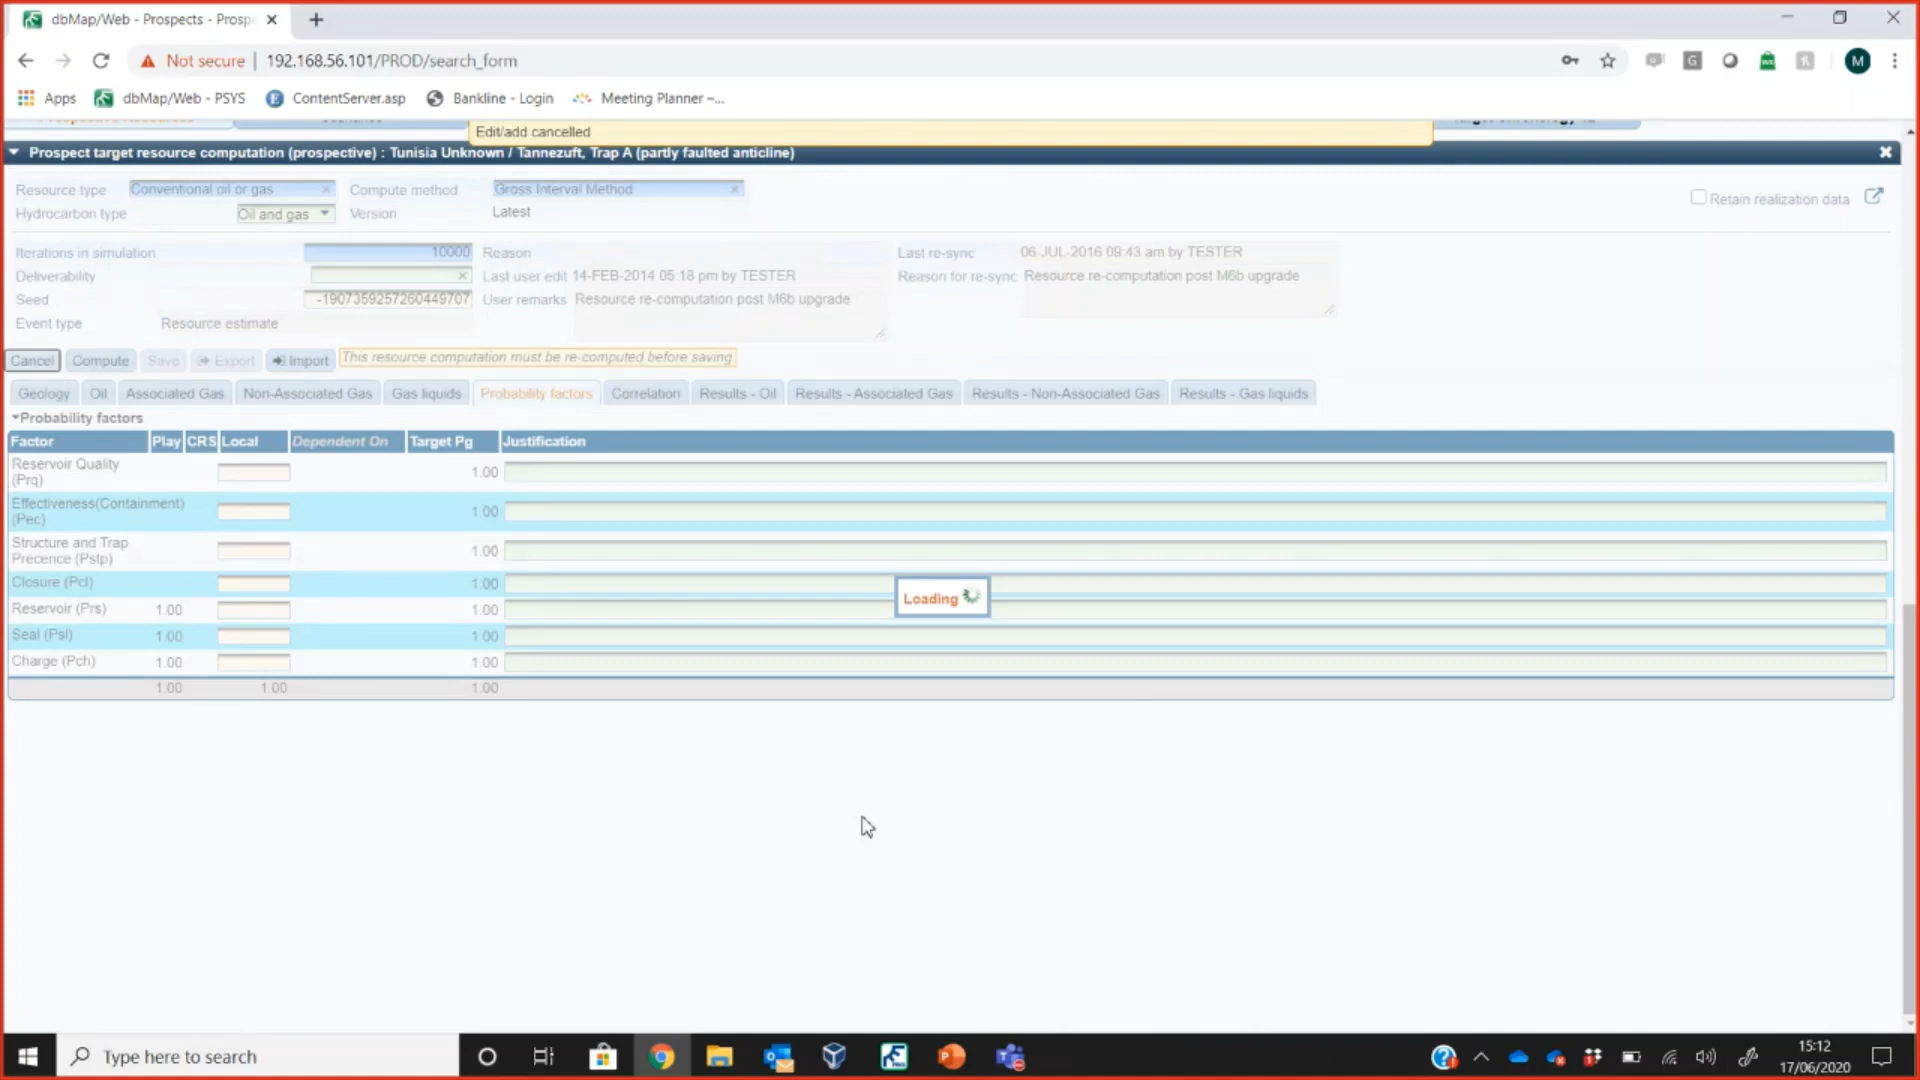 dbMap/Web - Prospects - Prosp
Not secure | 192.168.56.101/PROD/search_form
G
M
Apps dbMap/Web - PSYS ContentServer.asp Bankline - Login Meeting Planner –...
Edit/add cancelled
Prospect target resource computation (prospective) : Tunisia Unknown / Tannezuft, Trap A (partly faulted anticline)
Resource type Conventional oil or gas Compute method Gross Interval Method
Retain realization data
Hydrocarbon type Oil and gas Version Latest
Iterations in simulation 10000 Reason Last re-sync 06-JUL-2016 09:43 am by TESTER
Deliverability Last user edit 14-FEB-2014 05:18 pm by TESTER Reason for re-sync Resource re-computation post M6b upgrade
Seed -1907359257260449707 User remarks Resource re-computation post M6b upgrade
Event type Resource estimate
Cancel Compute Save Export Import This resource computation must be re-computed before saving
Geology Oil Associated Gas Non-Associated Gas Gas liquids Probability factors Correlation Results - Oil Results - Associated Gas Results - Non-Associated Gas Results - Gas liquids
Probability factors
Factor Play CRS Local Dependent On Target Pg Justification
Reservoir Quality
(Prq) 1.00
Effectiveness(Containment)
(Pec) 1.00
Structure and Trap
Precence (Pstp) 1.00
Closure (Pcl) 1.00
Reservoir (Prs) 1.00 1.00
Seal (Psl) 1.00 1.00
Charge (Pch) 1.00 1.00
1.00 1.00 1.00
Loading
Type here to search
15:12
17/06/2020